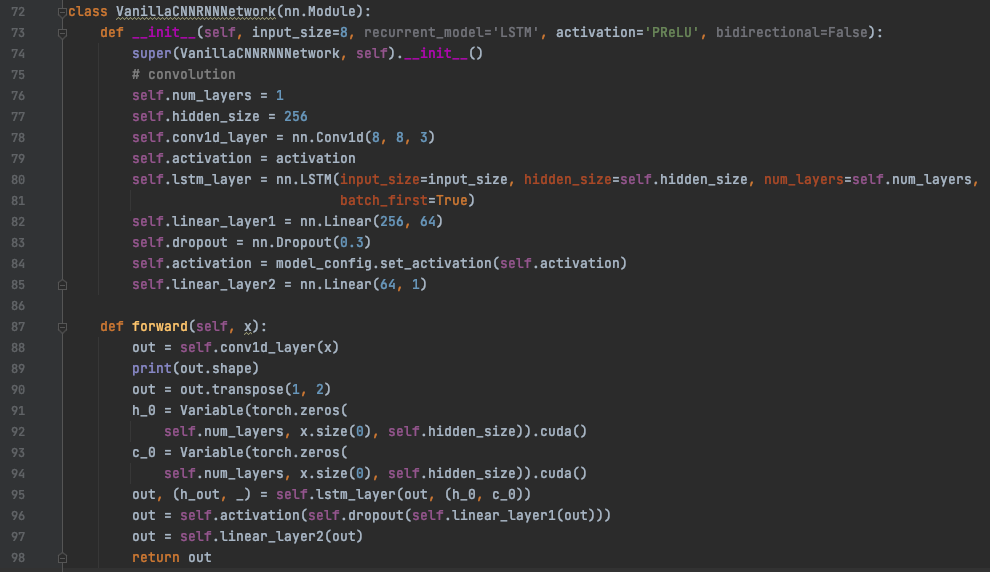 72 class VanillaCNNRNNNetwork(nn.Module):
73     def __init__(self, input_size=8, recurrent_model='LSTM', activation='PReLU', bidirectional=False):
74         super(VanillaCNNRNNNetwork, self).__init__()
75         # convolution
76         self.num_layers = 1
77         self.hidden_size = 256
78         self.conv1d_layer = nn.Conv1d(8, 8, 3)
79         self.activation = activation
80         self.lstm_layer = nn.LSTM(input_size=input_size, hidden_size=self.hidden_size, num_layers=self.num_layers,
81                                   batch_first=True)
82         self.linear_layer1 = nn.Linear(256, 64)
83         self.dropout = nn.Dropout(0.3)
84         self.activation = model_config.set_activation(self.activation)
85         self.linear_layer2 = nn.Linear(64, 1)
86
87     def forward(self, x):
88         out = self.conv1d_layer(x)
89         print(out.shape)
90         out = out.transpose(1, 2)
91         h_0 = Variable(torch.zeros(
92             self.num_layers, x.size(0), self.hidden_size)).cuda()
93         c_0 = Variable(torch.zeros(
94             self.num_layers, x.size(0), self.hidden_size)).cuda()
95         out, (h_out, _) = self.lstm_layer(out, (h_0, c_0))
96         out = self.activation(self.dropout(self.linear_layer1(out)))
97         out = self.linear_layer2(out)
98         return out